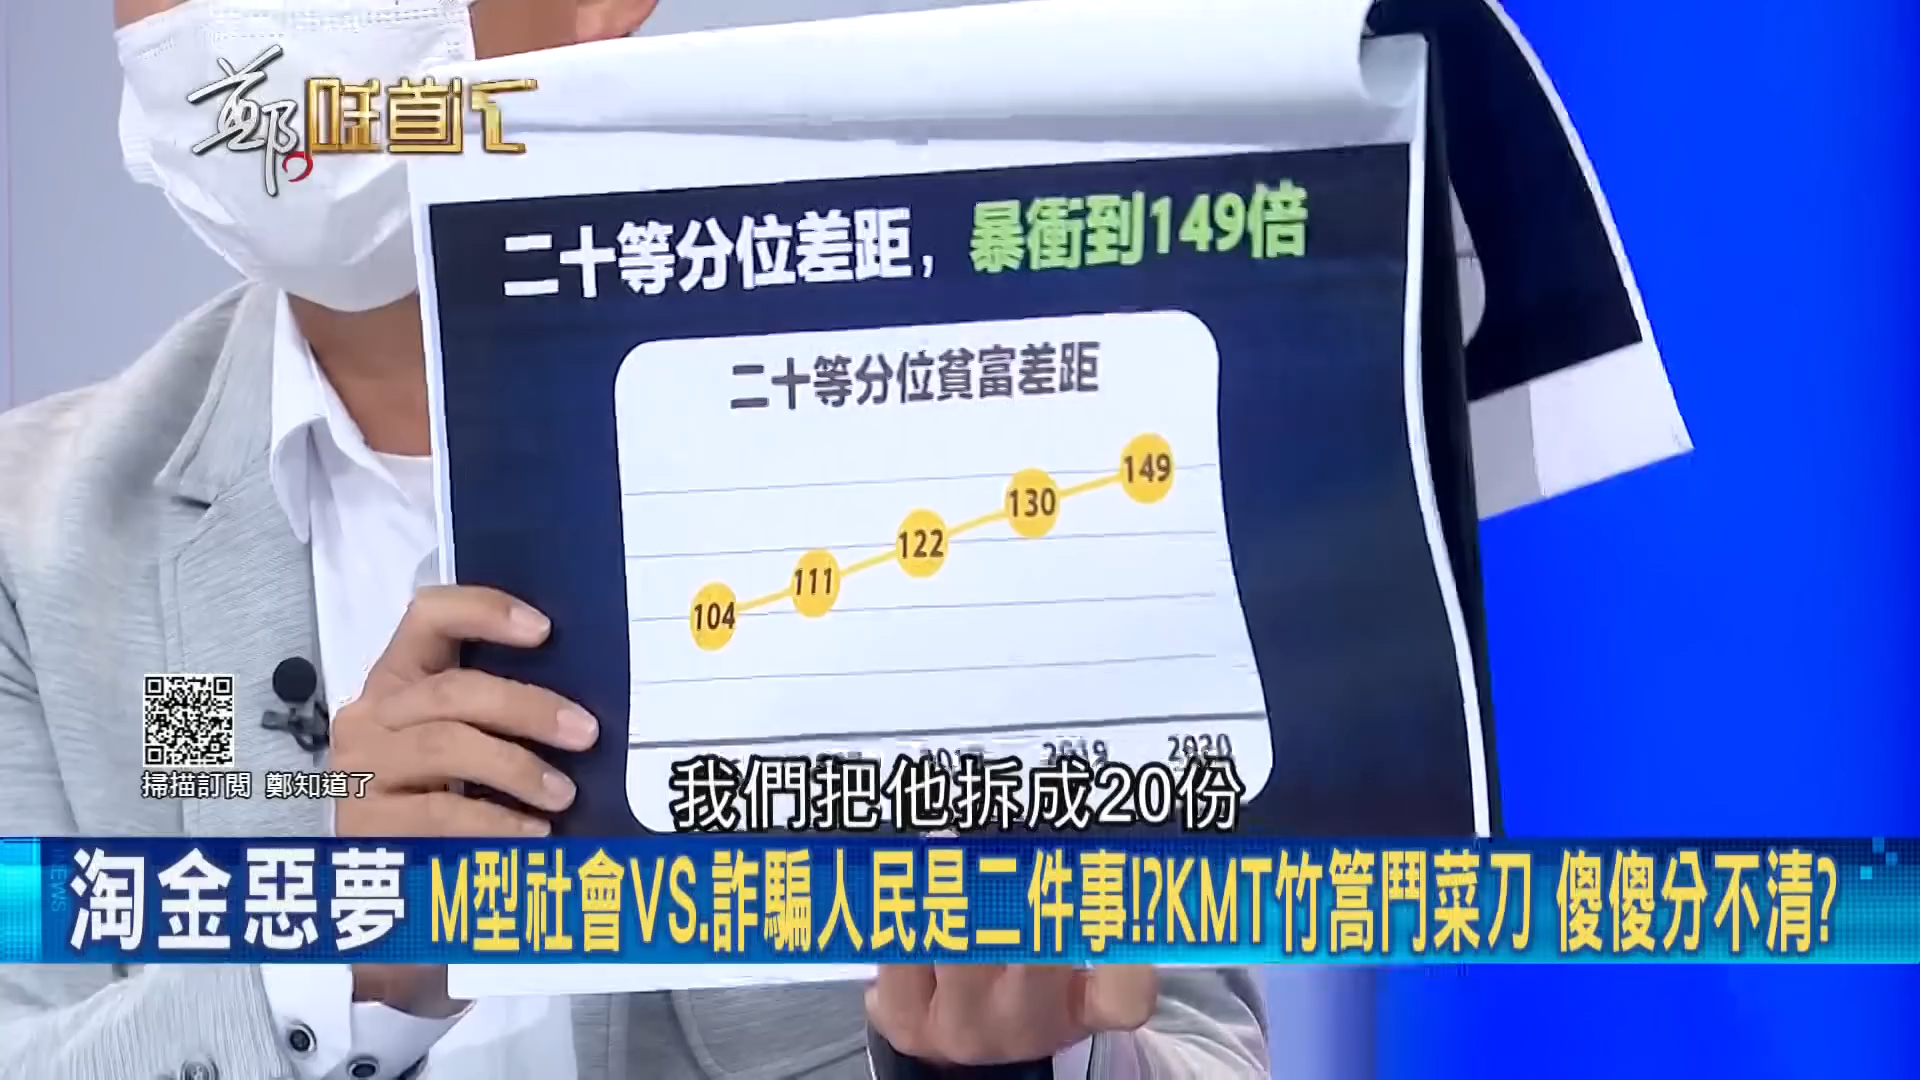 二十等分位差距，暴衝到149倍
二十等分位貧富差距
149
130
122
111
104
2019
2020
我們把他拆成20份
掃描訂閱 鄭知道了
NEWS
淘金惡夢
M型社會VS.詐騙人民是二件事!?KMT竹篙鬥菜刀 傻傻分不清?